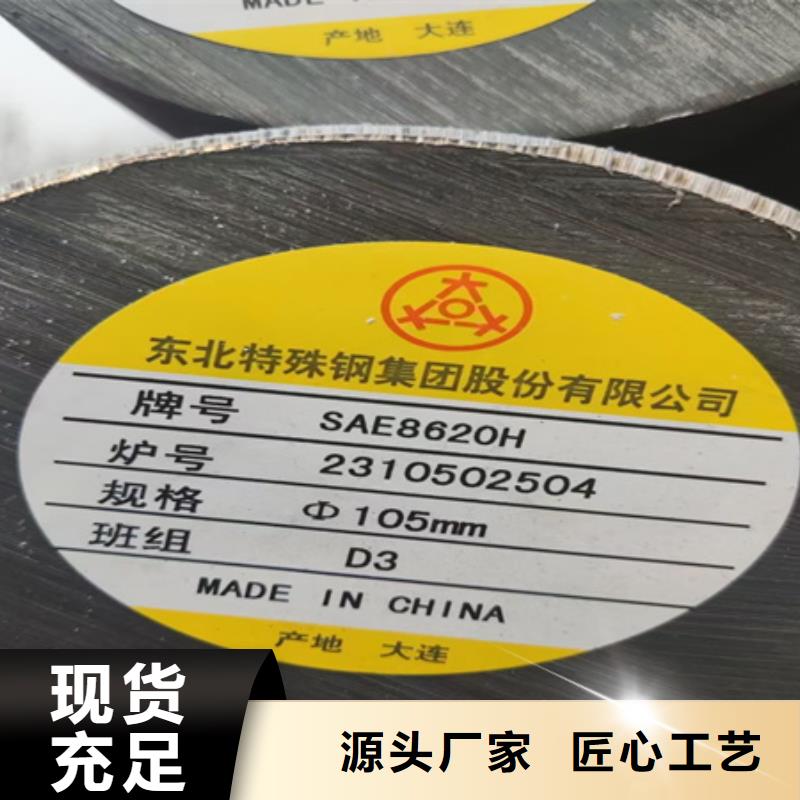 MADE
产地 大连
东北特殊钢集团股份有限公司
牌号 SAE8620H
炉号 2310502504
规格 Φ105mm
班组 D3
MADE IN CHINA
产地 大连
现货
充足
源头厂家 匠心工艺